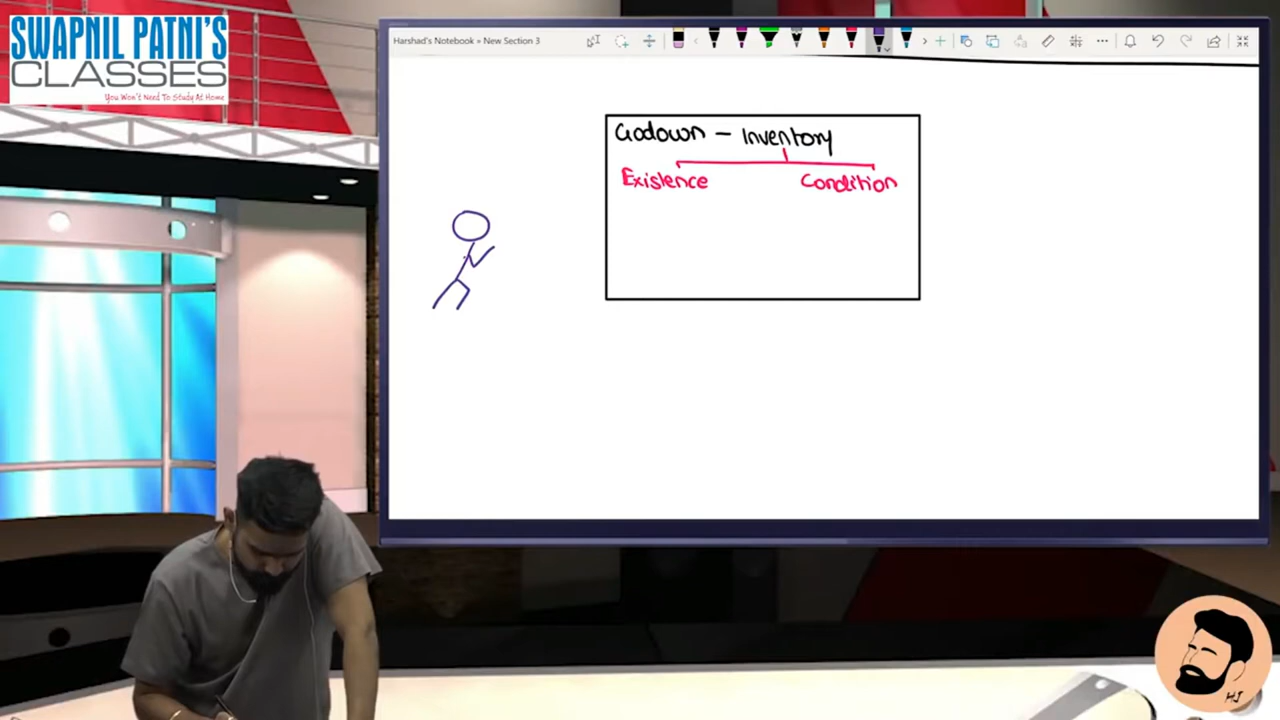 SWAPNIL PATNI'S
CLASSES
You Won't Need To Study At Home
Harshad's Notebook » New Section 3
Godown - Inventory
Existence Condition
HJ